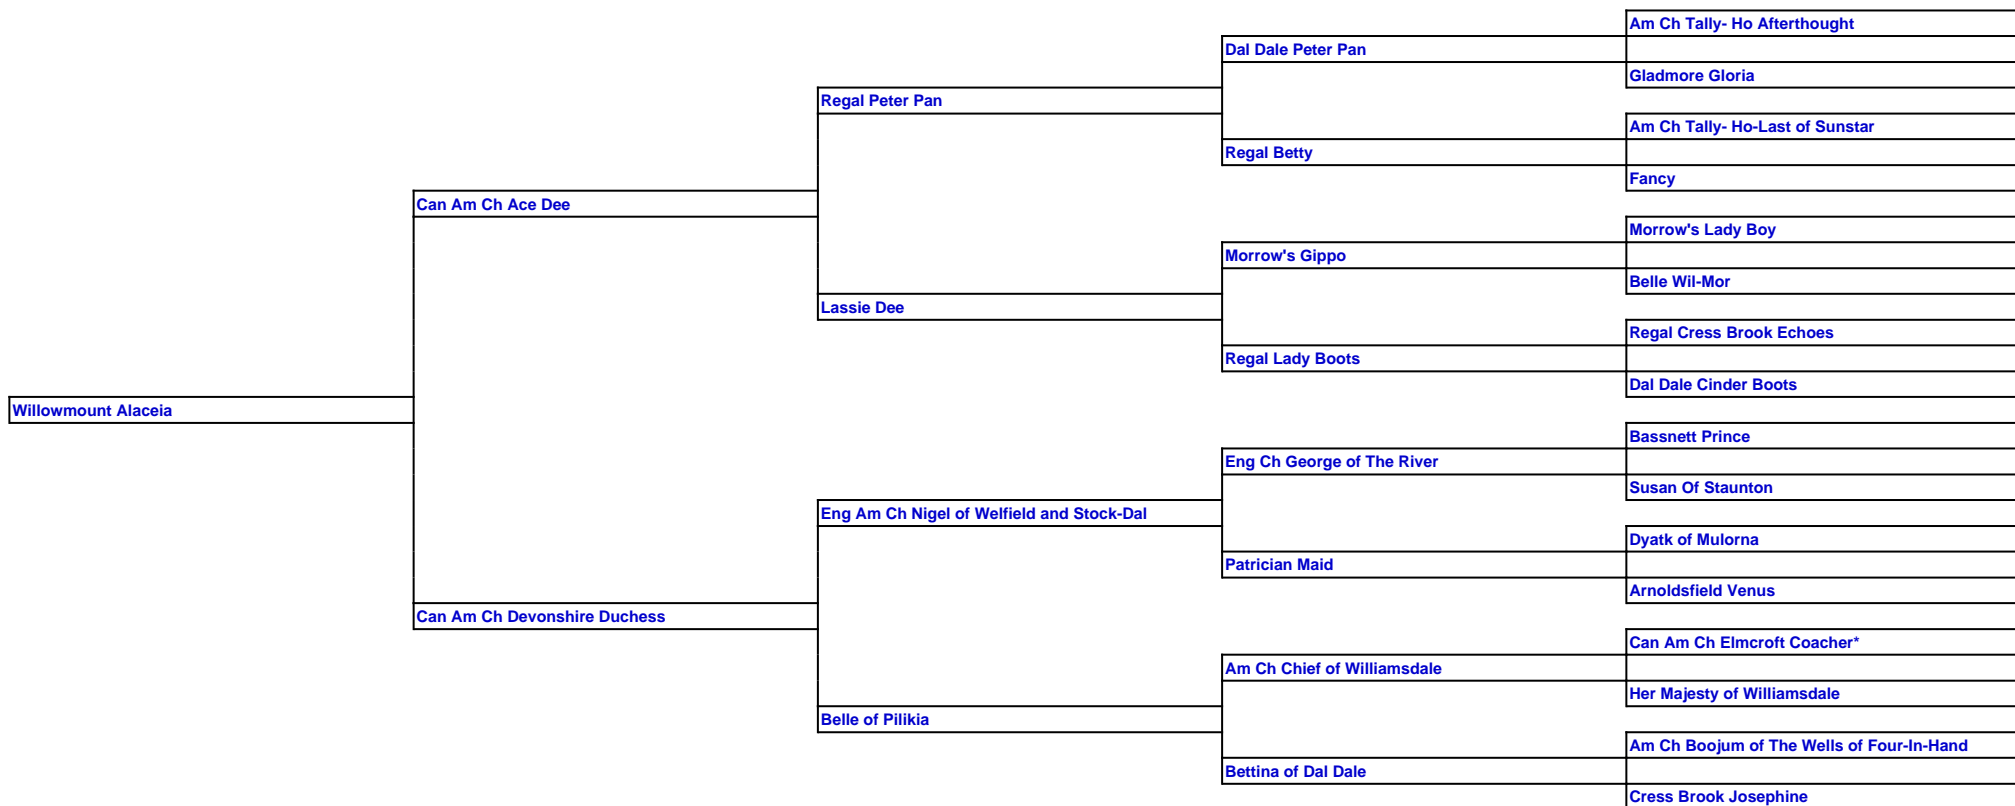 Am Ch Tally- Ho Afterthought
Dal Dale Peter Pan
Gladmore Gloria
Regal Peter Pan
Am Ch Tally- Ho-Last of Sunstar
Regal Betty
Fancy
Can Am Ch Ace Dee
Morrow's Lady Boy
Morrow's Gippo
Belle Wil-Mor
Lassie Dee
Regal Cress Brook Echoes
Regal Lady Boots
Dal Dale Cinder Boots
Willowmount Alaceia
Bassnett Prince
Eng Ch George of The River
Susan Of Staunton
Eng Am Ch Nigel of Welfield and Stock-Dal
Dyatk of Mulorna
Patrician Maid
Arnoldsfield Venus
Can Am Ch Devonshire Duchess
Can Am Ch Elmcroft Coacher*
Am Ch Chief of Williamsdale
Her Majesty of Williamsdale
Belle of Pilikia
Am Ch Boojum of The Wells of Four-In-Hand
Bettina of Dal Dale
Cress Brook Josephine